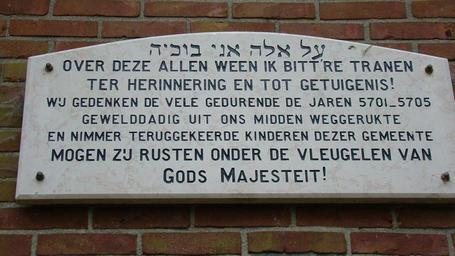 על אלה אני בוכיה
OVER DEZE ALLEN WEEN IK BITT'RE TRANEN
TER HERINNERING EN TOT GETUIGENIS!
WIJ GEDENKEN DE VELE GEDURENDE DE JAREN 5701_5705
GEWELDDADIG UIT ONS MIDDEN WEGGERUKTE
EN NIMMER TERUGGEKEERDE KINDEREN DEZER GEMEENTE
MOGEN ZIJ RUSTEN ONDER DE VLEUGELEN VAN
GODS MAJESTEIT!